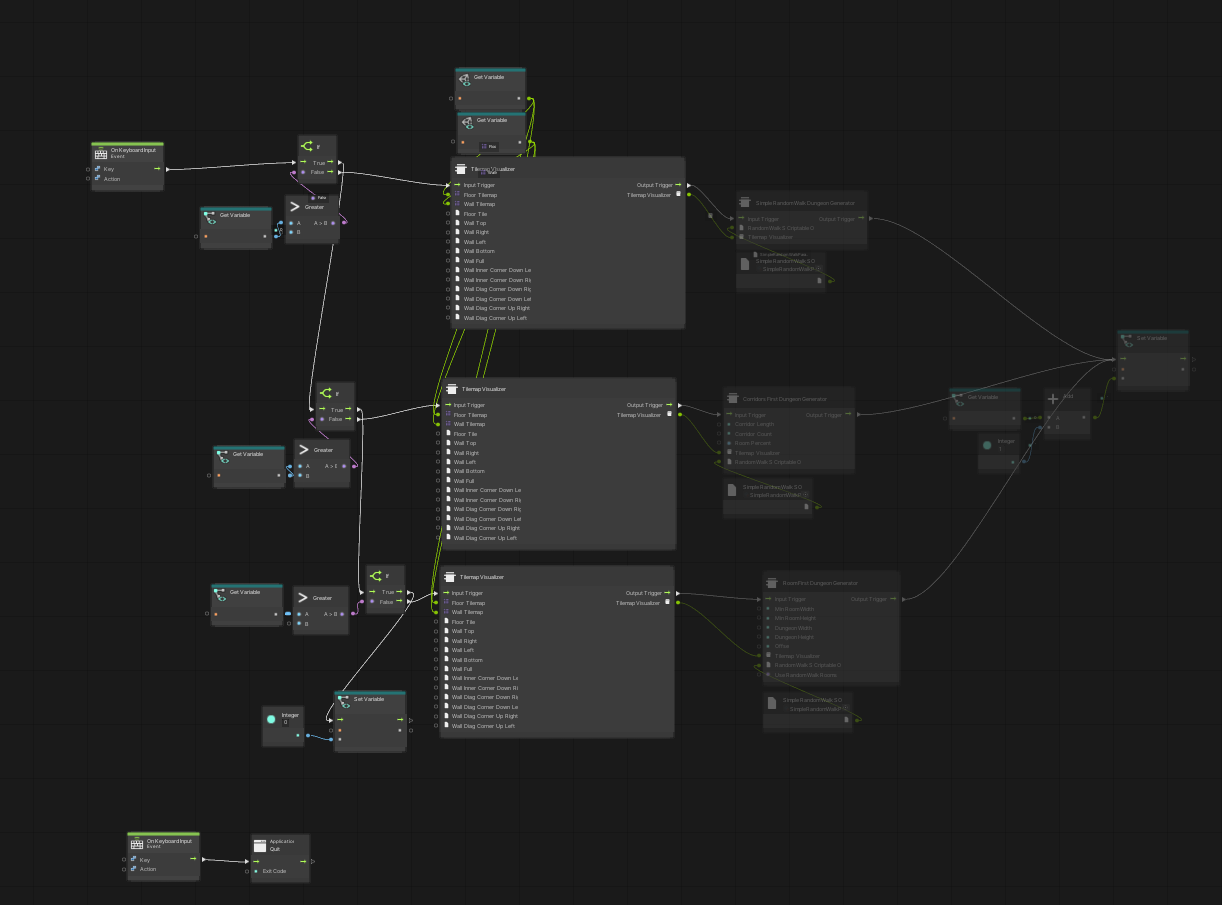 Get Variable
Get Variable
On Keyboard Input
Event
Key
Action
If
True
False
Get Variable
Greater
A
A > B
B
Tilemap Visualizer
Input Trigger
Output Trigger
Floor Tilemap
Tilemap Visualizer
Wall Tilemap
Floor Tile
Wall Top
Wall Right
Wall Left
Wall Bottom
Wall Full
Wall Inner Corner Down Le
Wall Inner Corner Down Ri
Wall Diag Corner Down Ric
Wall Diag Corner Down Lei
Wall Diag Corner Up Right
Wall Diag Corner Up Left
Simple Random Walk Dungeon Generator
Input Trigger
Output Trigger
RandomWalk S Criptable O
Tilemap Visualizer
Simple Random Walk S O
Set Variable
If
True
False
Get Variable
Greater
A
B
Tilemap Visualizer
Input Trigger
Output Trigger
Floor Tilemap
Tilemap Visualizer
Wall Tilemap
Floor Tile
Wall Top
Wall Right
Wall Left
Wall Bottom
Wall Full
Wall Inner Corner Down Le
Wall Inner Corner Down Ri
Wall Diag Corner Down Ric
Wall Diag Corner Down Lei
Wall Diag Corner Up Right
Wall Diag Corner Up Left
Corridors First Dungeon Generator
Input Trigger
Output Trigger
Corridor Length
Corridor Count
Room Percent
Tilemap Visualizer
RandomWalk S Criptable O
Simple Random Walk S O
Get Variable
Add
A
B
Integer
1
If
True
False
Get Variable
Greater
A
A > B
B
Tilemap Visualizer
Input Trigger
Output Trigger
Floor Tilemap
Tilemap Visualizer
Wall Tilemap
Floor Tile
Wall Top
Wall Right
Wall Left
Wall Bottom
Wall Full
Wall Inner Corner Down Le
Wall Inner Corner Down Ri
Wall Diag Corner Down Ri
Wall Diag Corner Down Le
Wall Diag Corner Up Right
Wall Diag Corner Up Left
Room First Dungeon Generator
Input Trigger
Output Trigger
Min Room Width
Min Room Height
Dungeon Width
Dungeon Height
Offset
Tilemap Visualizer
RandomWalk S Criptable O
Use Random Walk Rooms
Simple Random Walk S O
Integer
0
Set Variable
On Keyboard Input
Event
Key
Action
Application
Quit
Exit Code